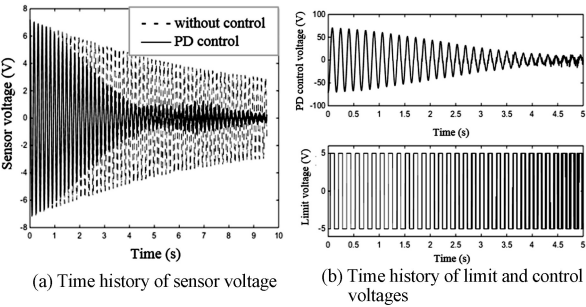 without control
PD control
Sensor voltage (V)
8
6
4
2
0
-2
-4
-6
-8
0 1 2 3 4 5 6 7 8 9 10
Time (s)
(a) Time history of sensor voltage
PD control voltage (V)
100
50
0
-50
-100
0 0.5 1 1.5 2 2.5 3 3.5 4 4.5 5
Time (s)
Limit voltage (V)
5
0
-5
0 0.5 1 1.5 2 2.5 3 3.5 4 4.5 5
Time (s)
(b) Time history of limit and control
voltages